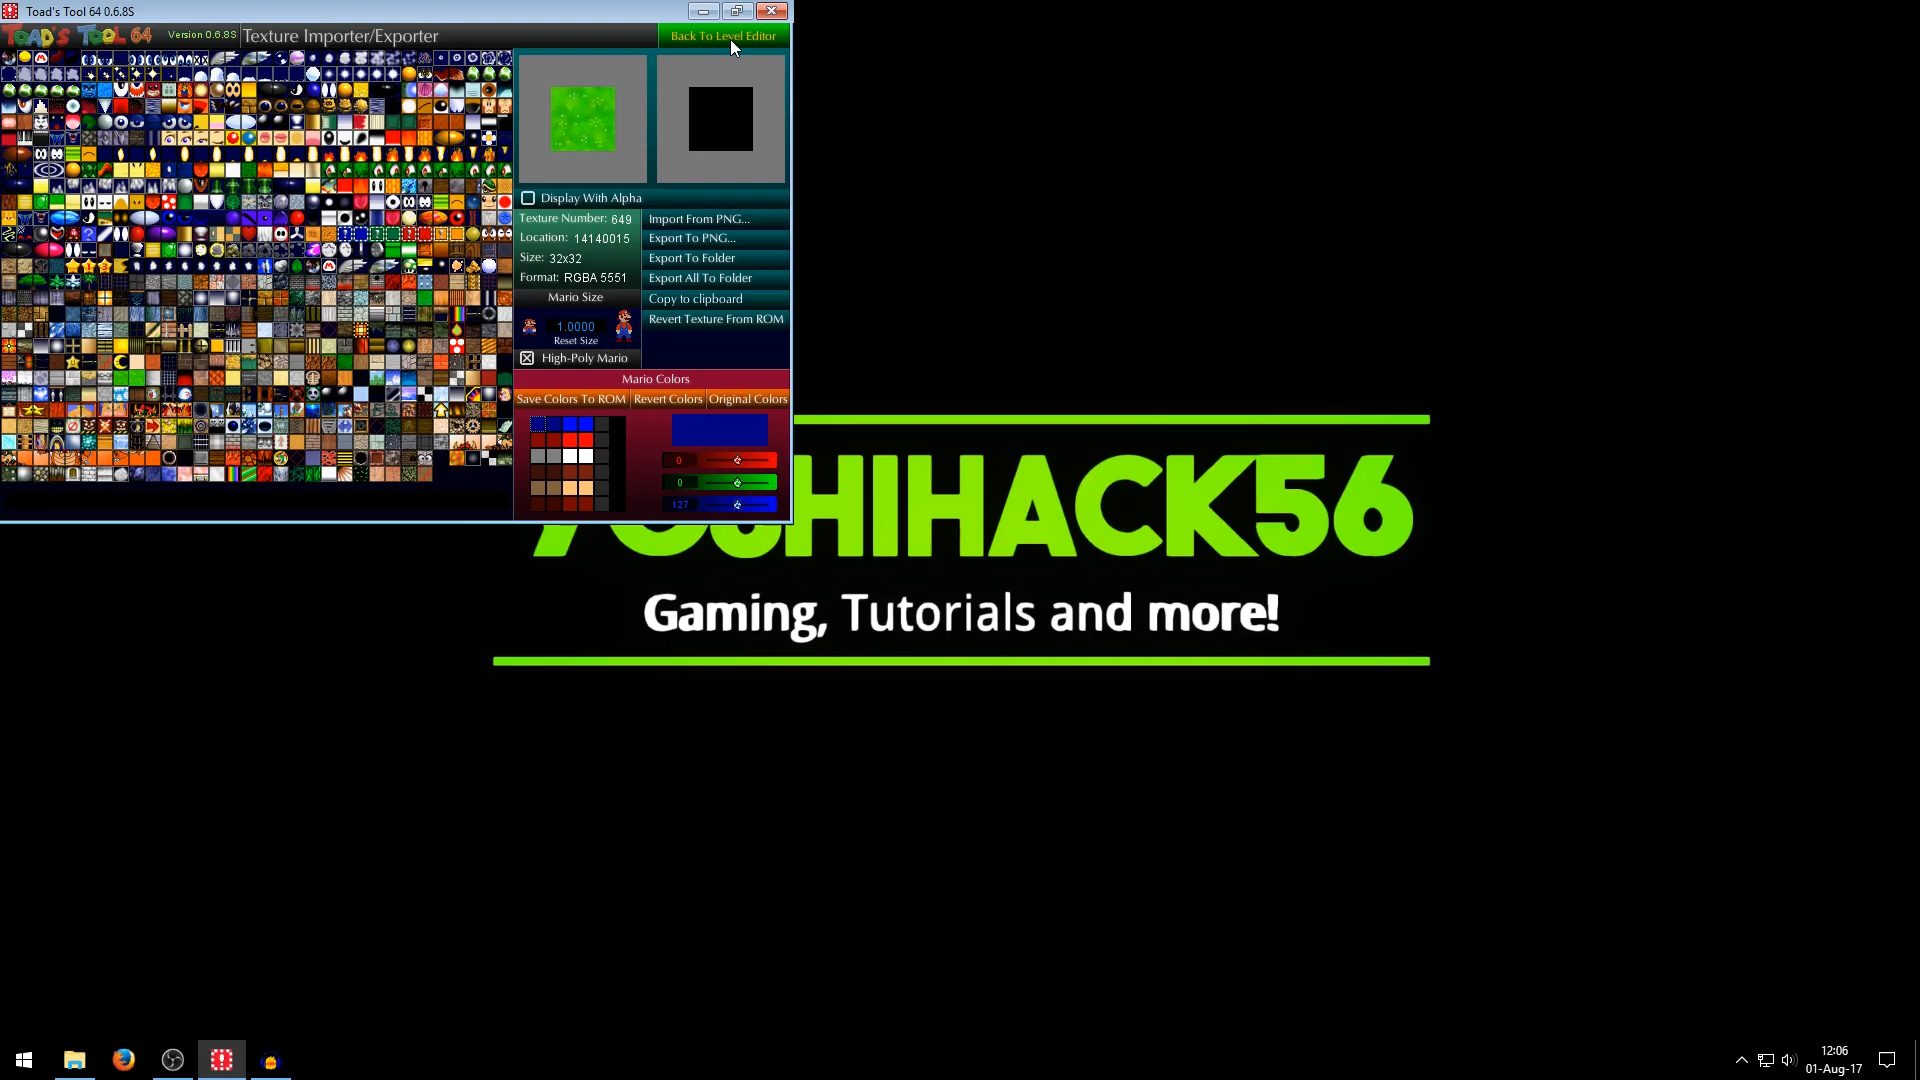 Toad's Tool 64 0.6.8S
TOAD'S TOOL 64
Version 0.6.8S
Texture Importer/Exporter
Back To Level Editor
Display With Alpha
Texture Number: 649
Location: 14140015
Size: 32x32
Format: RGBA 5551
Import From PNG...
Export To PNG...
Export To Folder
Export All To Folder
Copy to clipboard
Revert Texture From ROM
Mario Size
1.0000
Reset Size
High-Poly Mario
Mario Colors
Save Colors To ROM
Revert Colors
Original Colors
0
0
127
YOSHIHACK56
Gaming, Tutorials and more!
12:06
01-Aug-17